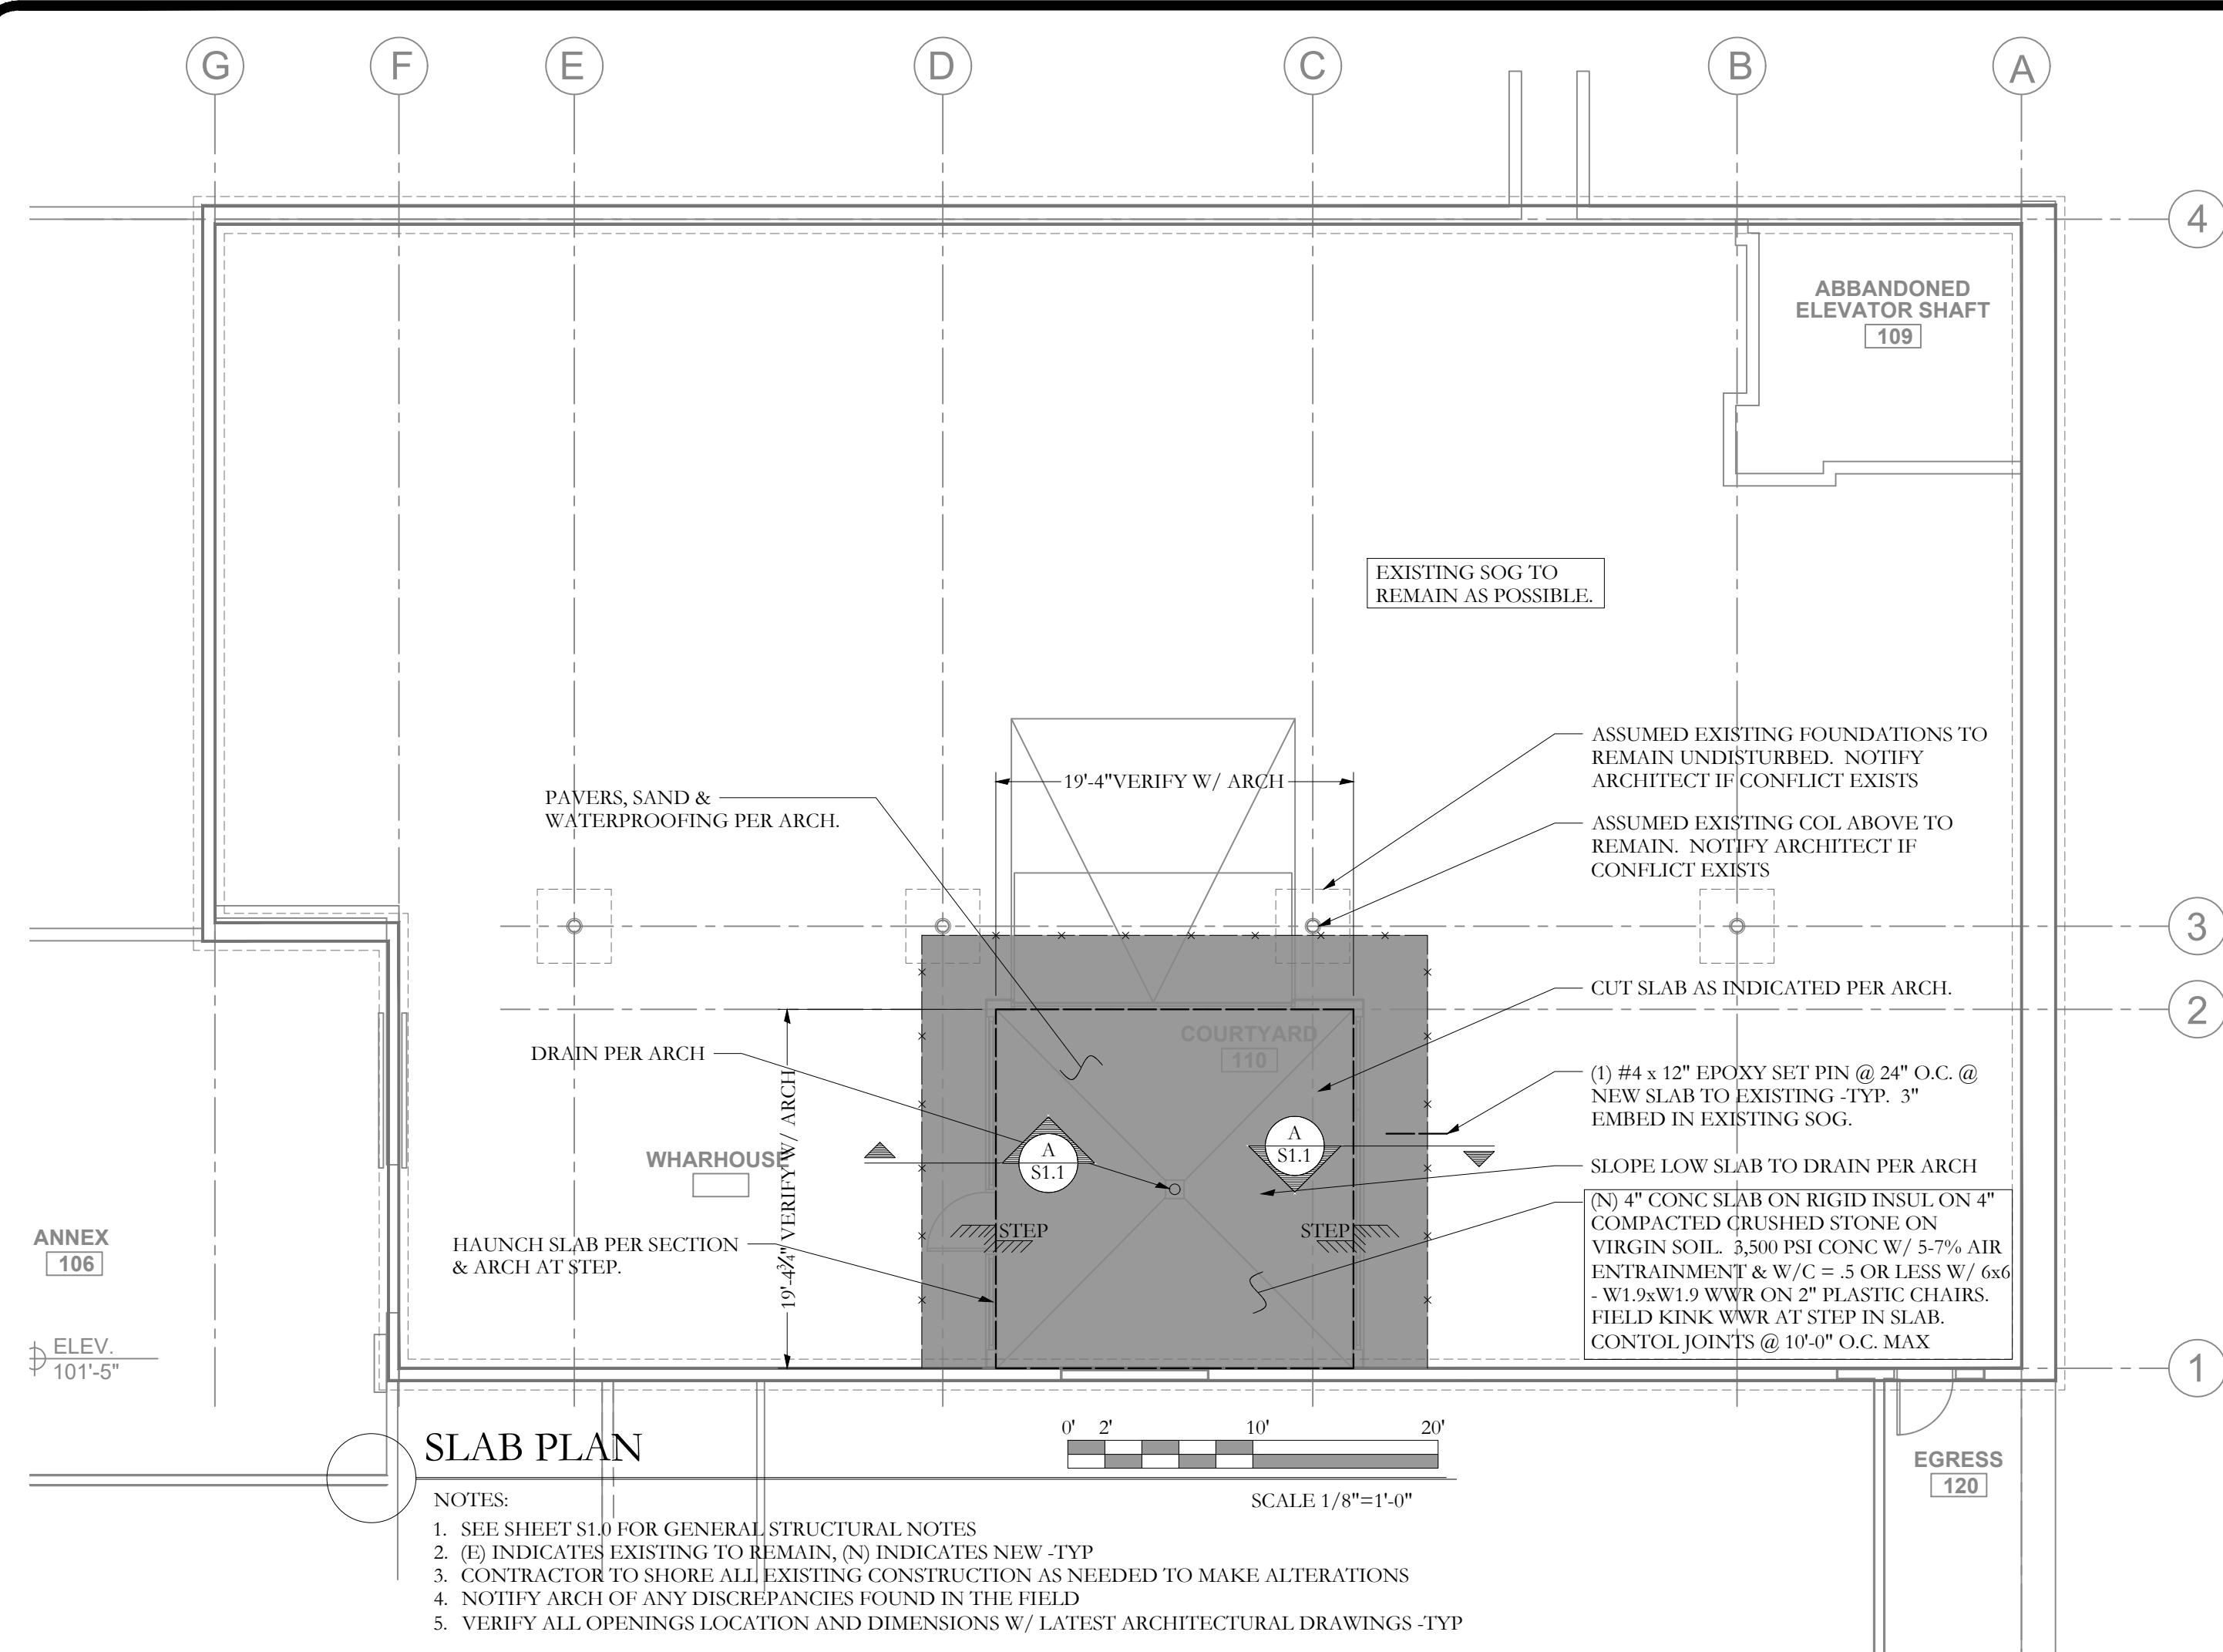 G F E D C B A
4
ABBANDONED
ELEVATOR SHAFT
109
EXISTING SOG TO
REMAIN AS POSSIBLE.
ASSUMED EXISTING FOUNDATIONS TO
REMAIN UNDISTURBED. NOTIFY
ARCHITECT IF CONFLICT EXISTS
19'-4"VERIFY W/ ARCH
PAVERS, SAND &
WATERPROOFING PER ARCH.
ASSUMED EXISTING COL ABOVE TO
REMAIN. NOTIFY ARCHITECT IF
CONFLICT EXISTS
3
CUT SLAB AS INDICATED PER ARCH.
2
COURTYARD
110
DRAIN PER ARCH
(1) #4 x 12" EPOXY SET PIN @ 24" O.C. @
NEW SLAB TO EXISTING -TYP. 3"
EMBED IN EXISTING SOG.
A
S1.1
A
S1.1
WHARHOUSE
19'-4¾" VERIFY W/ ARCH
SLOPE LOW SLAB TO DRAIN PER ARCH
(N) 4" CONC SLAB ON RIGID INSUL ON 4"
COMPACTED CRUSHED STONE ON
VIRGIN SOIL. 3,500 PSI CONC W/ 5-7% AIR
ENTRAINMENT & W/C = .5 OR LESS W/ 6x6
- W1.9xW1.9 WWR ON 2" PLASTIC CHAIRS.
FIELD KINK WWR AT STEP IN SLAB.
CONTOL JOINTS @ 10'-0" O.C. MAX
STEP
STEP
ANNEX
106
HAUNCH SLAB PER SECTION
& ARCH AT STEP.
ELEV.
101'-5"
1
SLAB PLAN
0' 2' 10' 20'
SCALE 1/8"=1'-0"
EGRESS
120
NOTES:
1. SEE SHEET S1.0 FOR GENERAL STRUCTURAL NOTES
2. (E) INDICATES EXISTING TO REMAIN, (N) INDICATES NEW -TYP
3. CONTRACTOR TO SHORE ALL EXISTING CONSTRUCTION AS NEEDED TO MAKE ALTERATIONS
4. NOTIFY ARCH OF ANY DISCREPANCIES FOUND IN THE FIELD
5. VERIFY ALL OPENINGS LOCATION AND DIMENSIONS W/ LATEST ARCHITECTURAL DRAWINGS -TYP